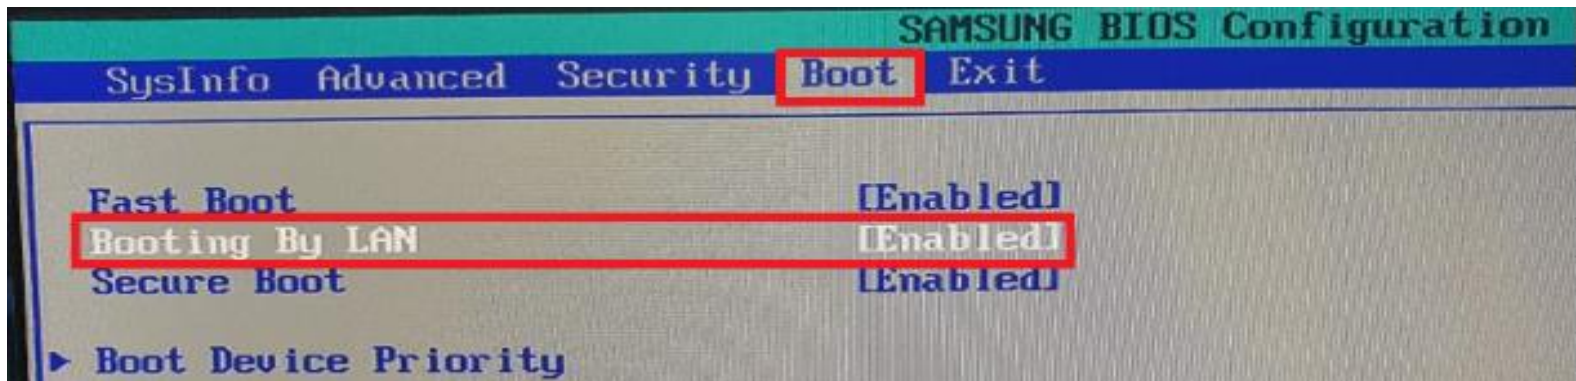 SAMSUNG BIOS Configuration
SysInfo Advanced Security Boot Exit
Fast Boot [Enabled]
Booting By LAN [Enabled]
Secure Boot [Enabled]
Boot Device Priority